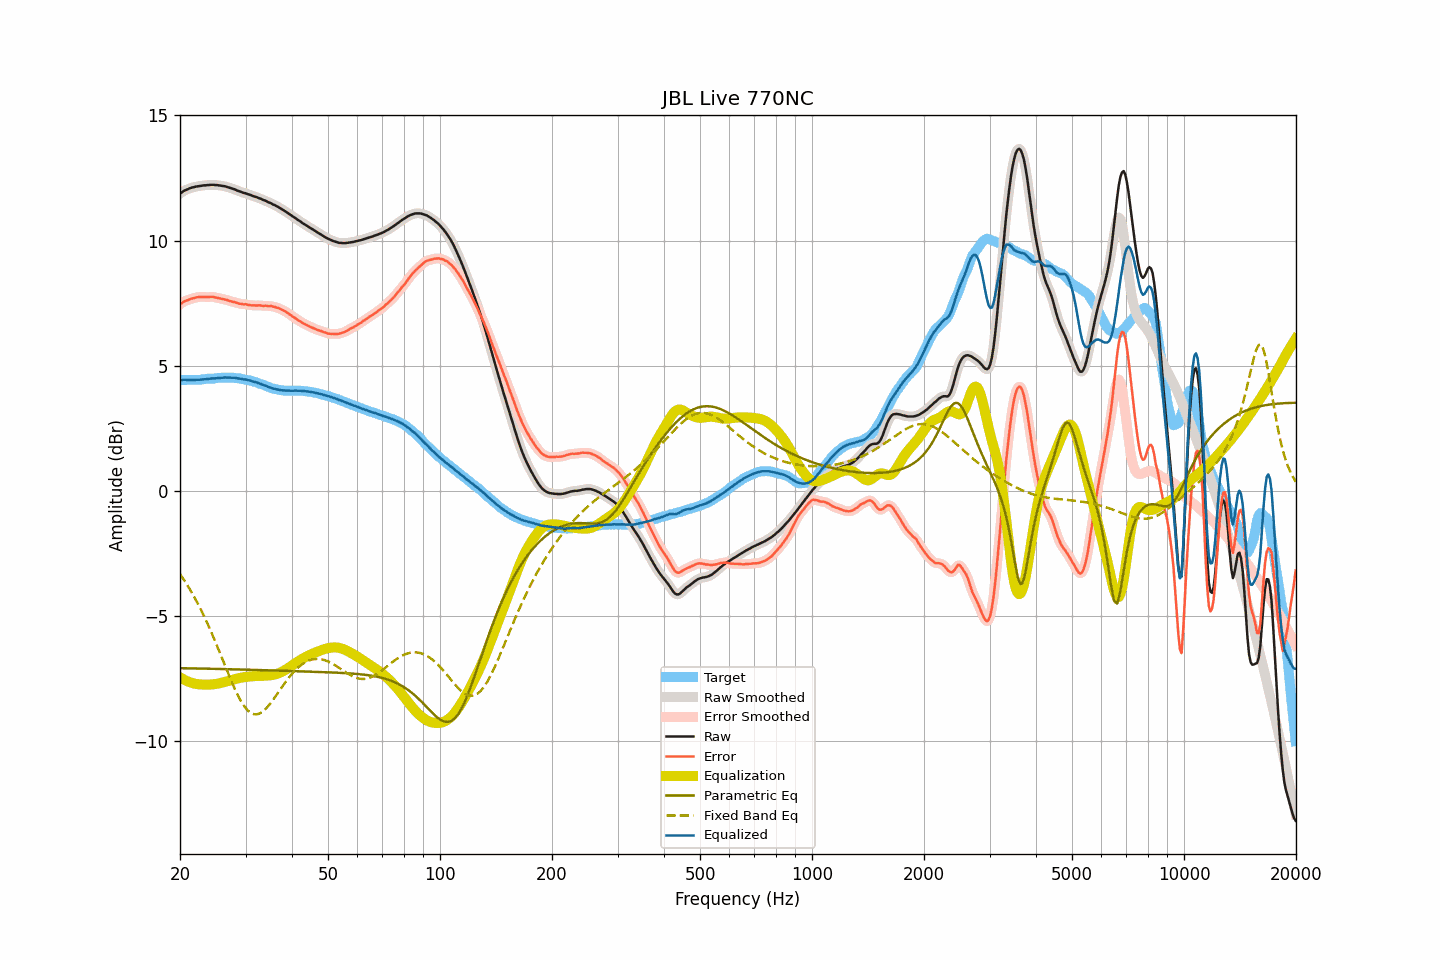 JBL Live 770NC
15
10
5
0
−5
−10
Amplitude (dBr)
Target
Raw Smoothed
Error Smoothed
Raw
Error
Equalization
Parametric Eq
Fixed Band Eq
Equalized
20 50 100 200 500 1000 2000 5000 10000 20000
Frequency (Hz)